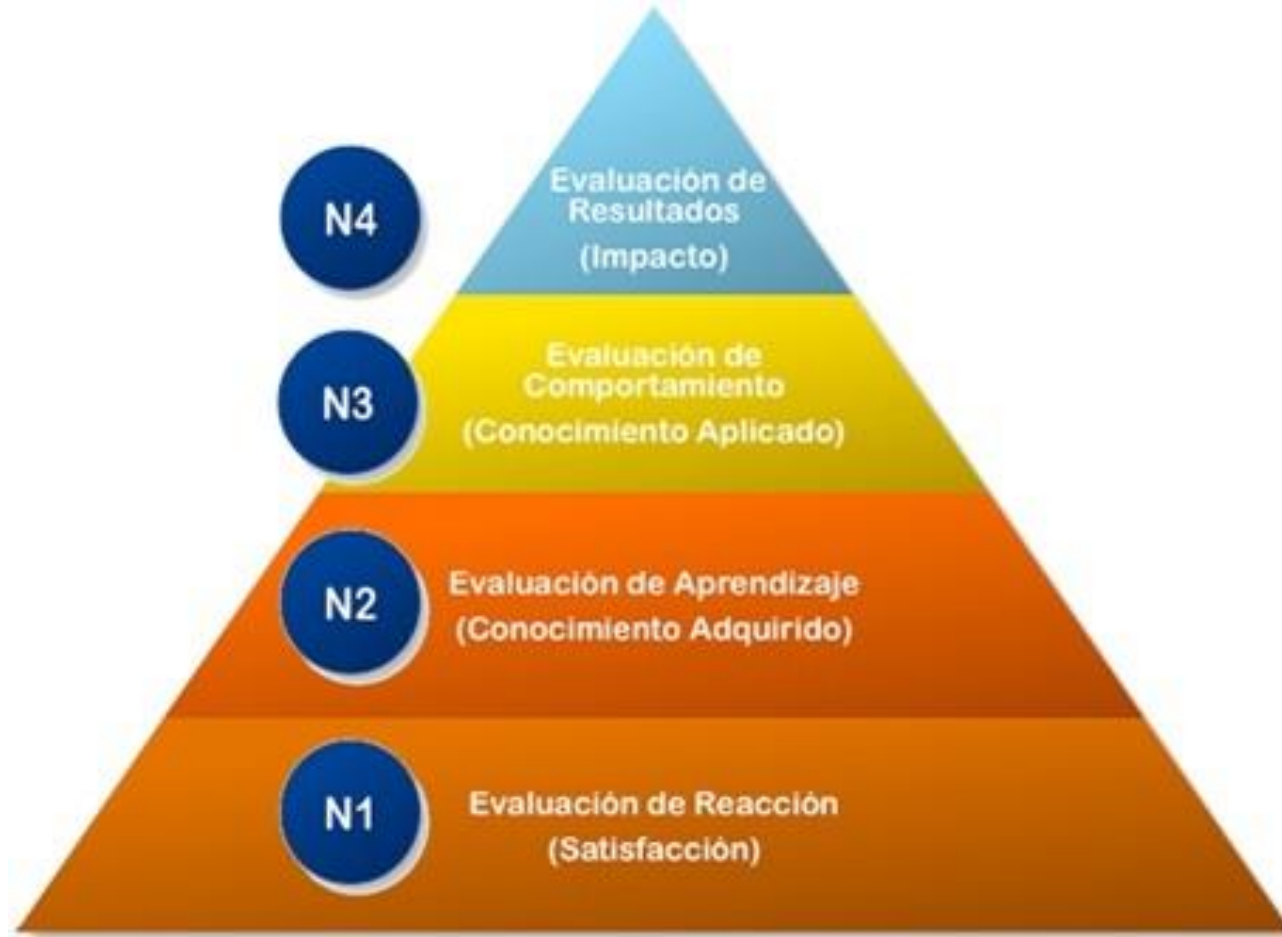 N4
Evaluación de
Resultados
(Impacto)
N3
Evaluación de
Comportamiento
(Conocimiento Aplicado)
N2
Evaluación de Aprendizaje
(Conocimiento Adquirido)
N1
Evaluación de Reacción
(Satisfacción)